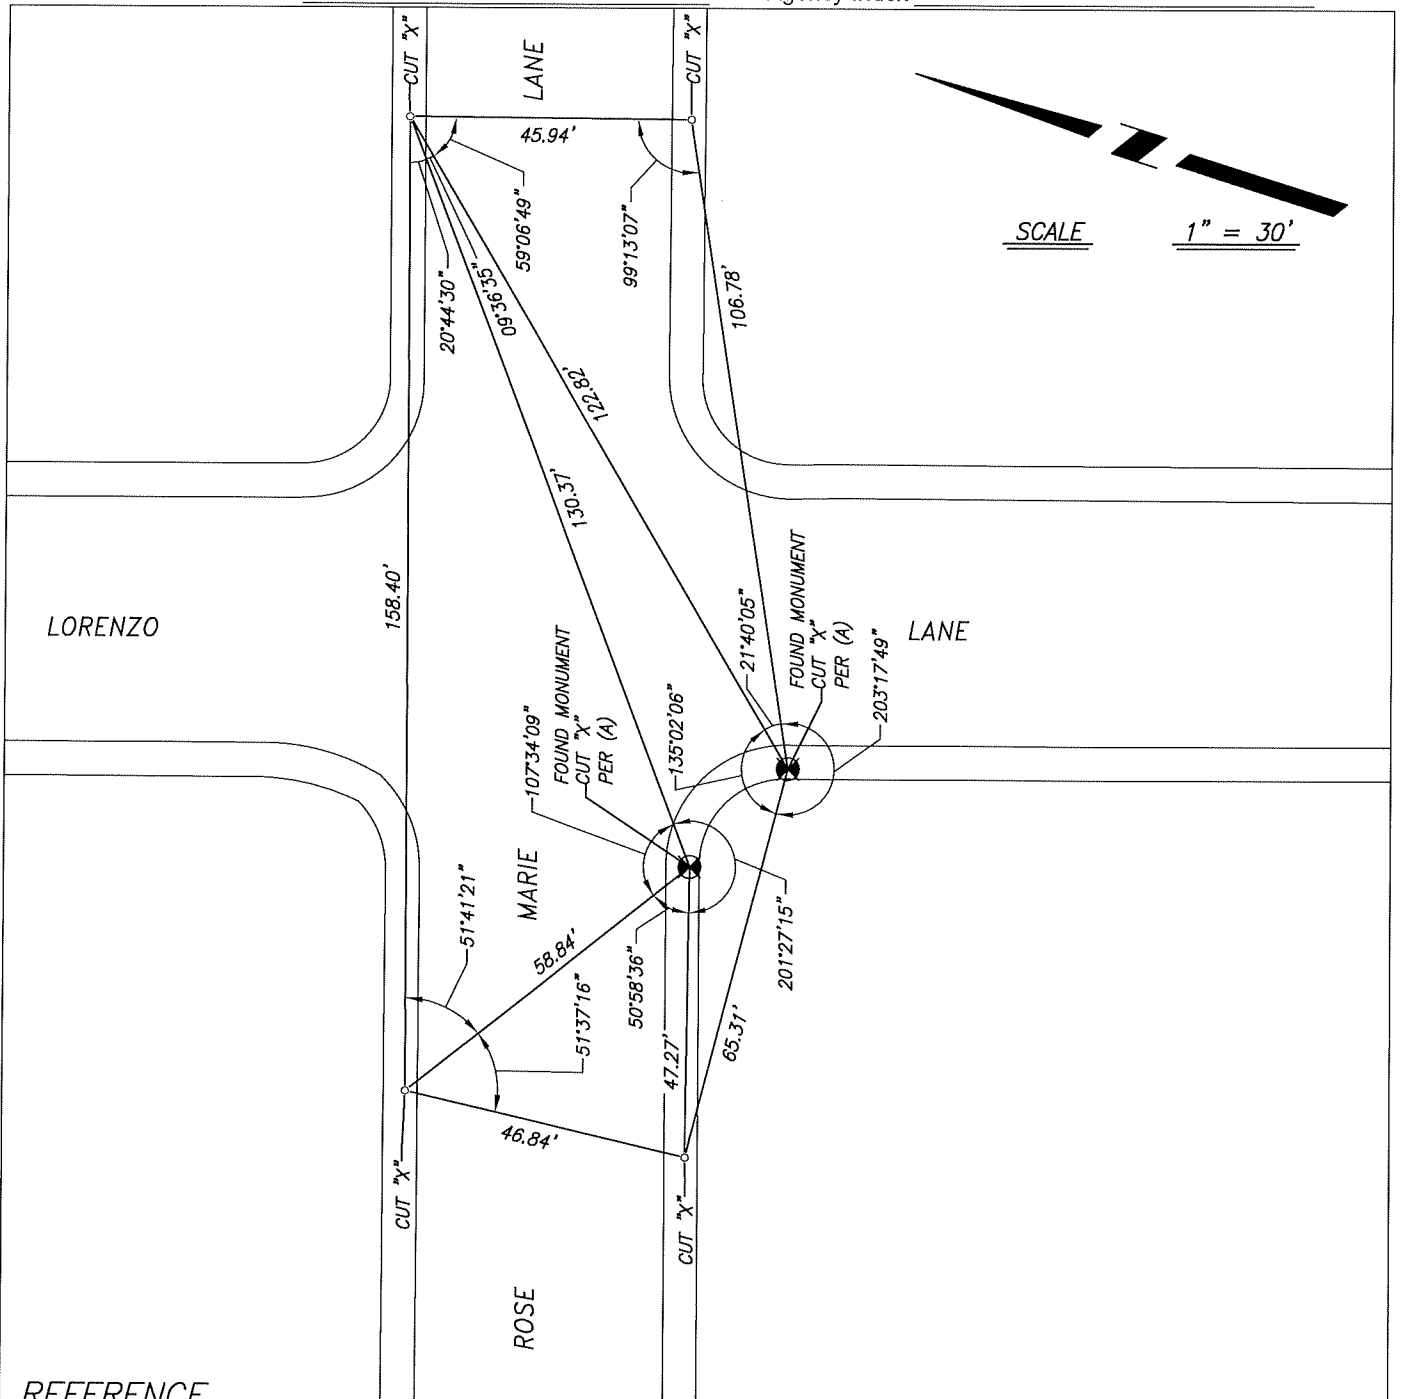 CUT "X"
LANE
CUT "X"
45.94'
59°06'49"
99°13'07"
20°44'30"
09°36'35"
106.78'
SCALE 1" = 30'
122.82'
130.37'
158.40'
LORENZO
LANE
21°40'05"
FOUND MONUMENT
CUT "X"
PER (A)
203°17'49"
135°02'06"
107°34'09"
FOUND MONUMENT
CUT "X"
PER (A)
MARIE
51°41'21"
58.84'
51°37'16"
50°58'36"
201°27'15"
47.27'
65.31'
46.84'
CUT "X"
CUT "X"
ROSE
REFERENCE